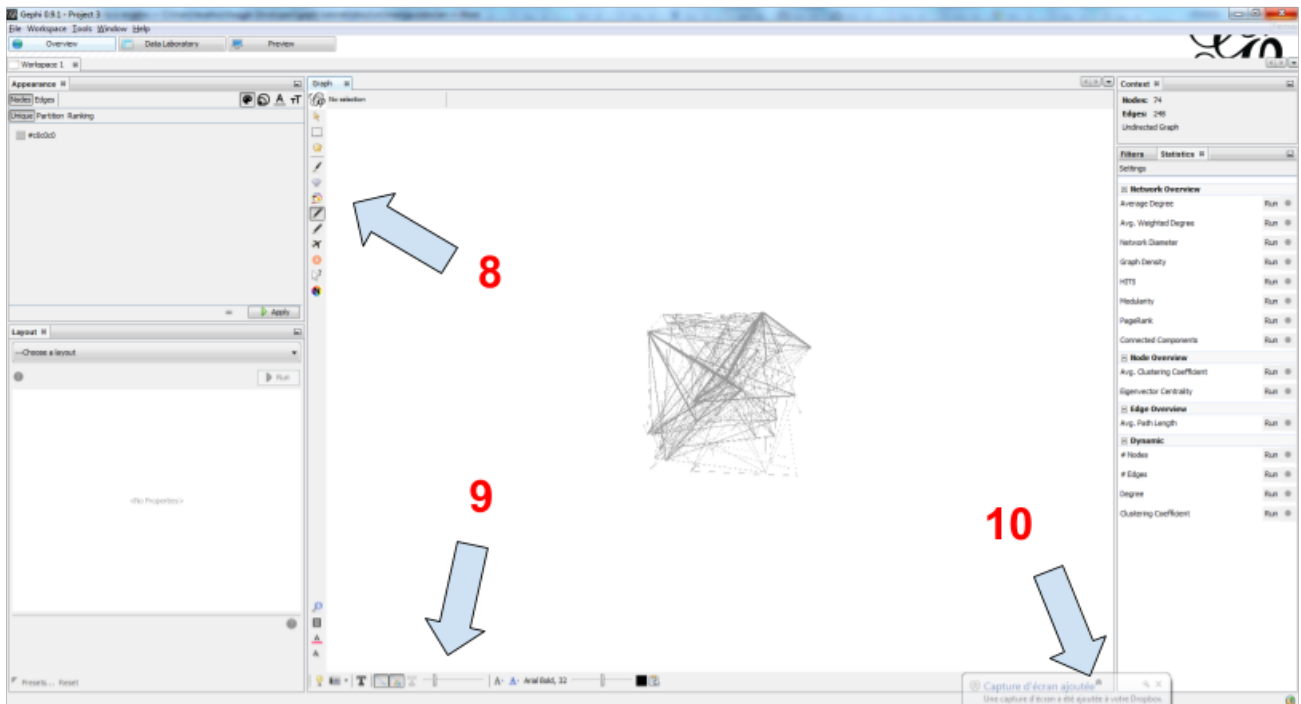 Gephi 0.9.1 - Project 3
File Workspace Tools Window Help
Overview Data Laboratory Preview
Workspace 1
Appearance
Nodes Edges
Unique Partition Ranking
#c0c0c0
Apply
Layout
---Choose a layout
Run
<No Properties>
Presets... Reset
Graph
No selection
8
9
10
Arial Bold, 32
Context
Nodes: 74
Edges: 248
Undirected Graph
Filters Statistics
Settings
Network Overview
Average Degree Run
Avg. Weighted Degree Run
Network Diameter Run
Graph Density Run
HITS Run
Modularity Run
PageRank Run
Connected Components Run
Node Overview
Avg. Clustering Coefficient Run
Eigenvector Centrality Run
Edge Overview
Avg. Path Length Run
Dynamic
# Nodes Run
# Edges Run
Degree Run
Clustering Coefficient Run
Capture d'écran ajoutée
Une capture d'écran a été ajoutée à votre Dropbox.